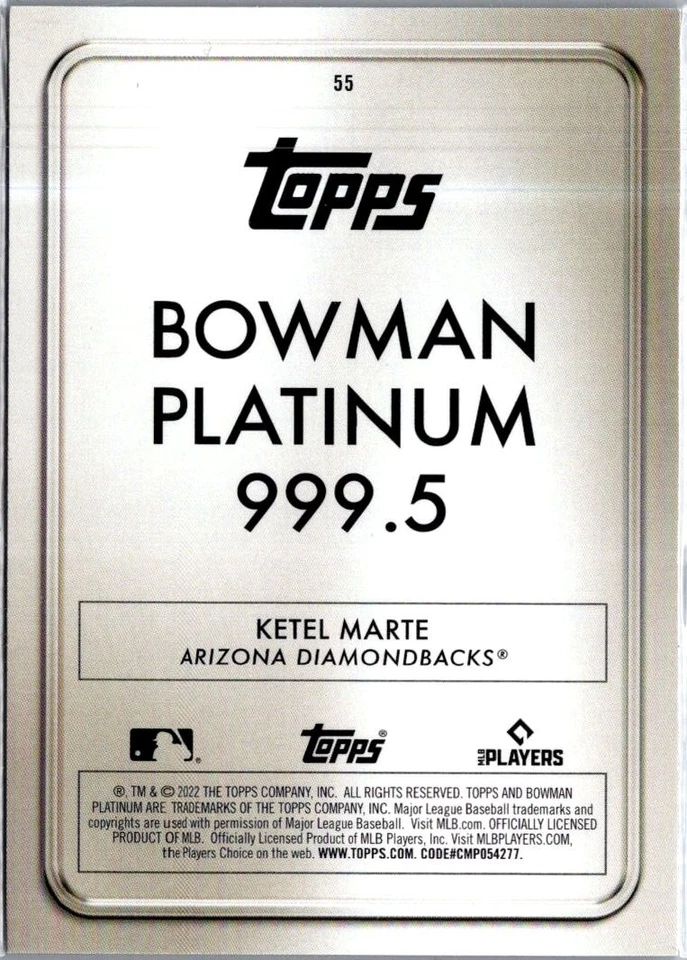 55
TOPPS
BOWMAN
PLATINUM
999.5
KETEL MARTE
ARIZONA DIAMONDBACKS®
® TOPPS® MLB PLAYERS
®, TM & © 2022 THE TOPPS COMPANY, INC. ALL RIGHTS RESERVED. TOPPS AND BOWMAN
PLATINUM ARE TRADEMARKS OF THE TOPPS COMPANY, INC. Major League Baseball trademarks and
copyrights are used with permission of Major League Baseball. Visit MLB.com. OFFICIALLY LICENSED
PRODUCT OF MLB. Officially Licensed Product of MLB Players, Inc. Visit MLBPLAYERS.COM,
the Players Choice on the web. WWW.TOPPS.COM. CODE#CMP054277.